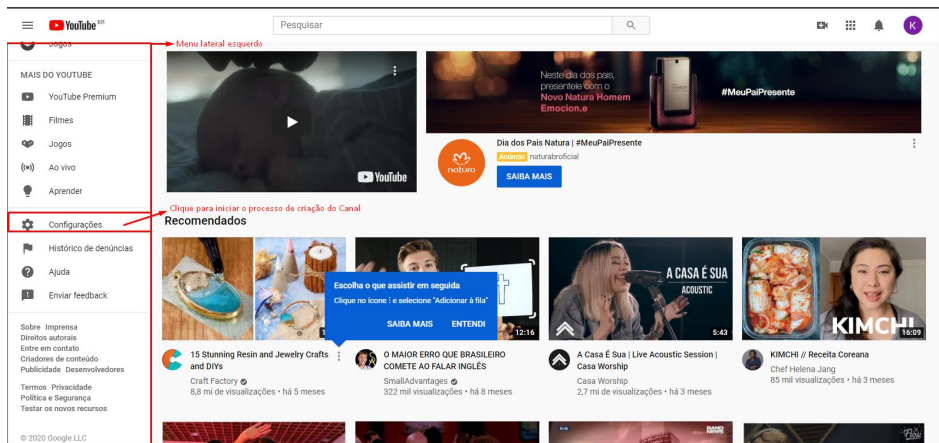 YouTube BR
Pesquisar
K
Jogos
Menu lateral esquerdo
MAIS DO YOUTUBE
YouTube Premium
Filmes
Jogos
Ao vivo
Aprender
Configurações
Histórico de denúncias
Ajuda
Enviar feedback
Sobre Imprensa
Direitos autorais
Entre em contato
Criadores de conteúdo
Publicidade Desenvolvedores
Termos Privacidade
Política e Segurança
Testar os novos recursos
© 2020 Google LLC
YouTube
Neste dia dos pais,
presenteie com o
Novo Natura Homem
Emocion.e
#MeuPaiPresente
natura
Dia dos Pais Natura | #MeuPaiPresente
Anúncio naturabroficial
SAIBA MAIS
Clique para iniciar o processo de criação do Canal
Recomendados
Escolha o que assistir em seguida
Clique no ícone ⋮ e selecione "Adicionar à fila"
SAIBA MAIS ENTENDI
12:16
A CASA É SUA
ACOUSTIC
5:43
KIMCHI
16:09
15 Stunning Resin and Jewelry Crafts
and DIYs
Craft Factory
8,8 mi de visualizações • há 5 meses
O MAIOR ERRO QUE BRASILEIRO
COMETE AO FALAR INGLÊS
SmallAdvantages
322 mil visualizações • há 8 meses
A Casa É Sua | Live Acoustic Session |
Casa Worship
Casa Worship
2,7 mi de visualizações • há 3 meses
KIMCHI // Receita Coreana
Chef Helena Jang
85 mil visualizações • há 3 meses
BAND
NEWS
Flow